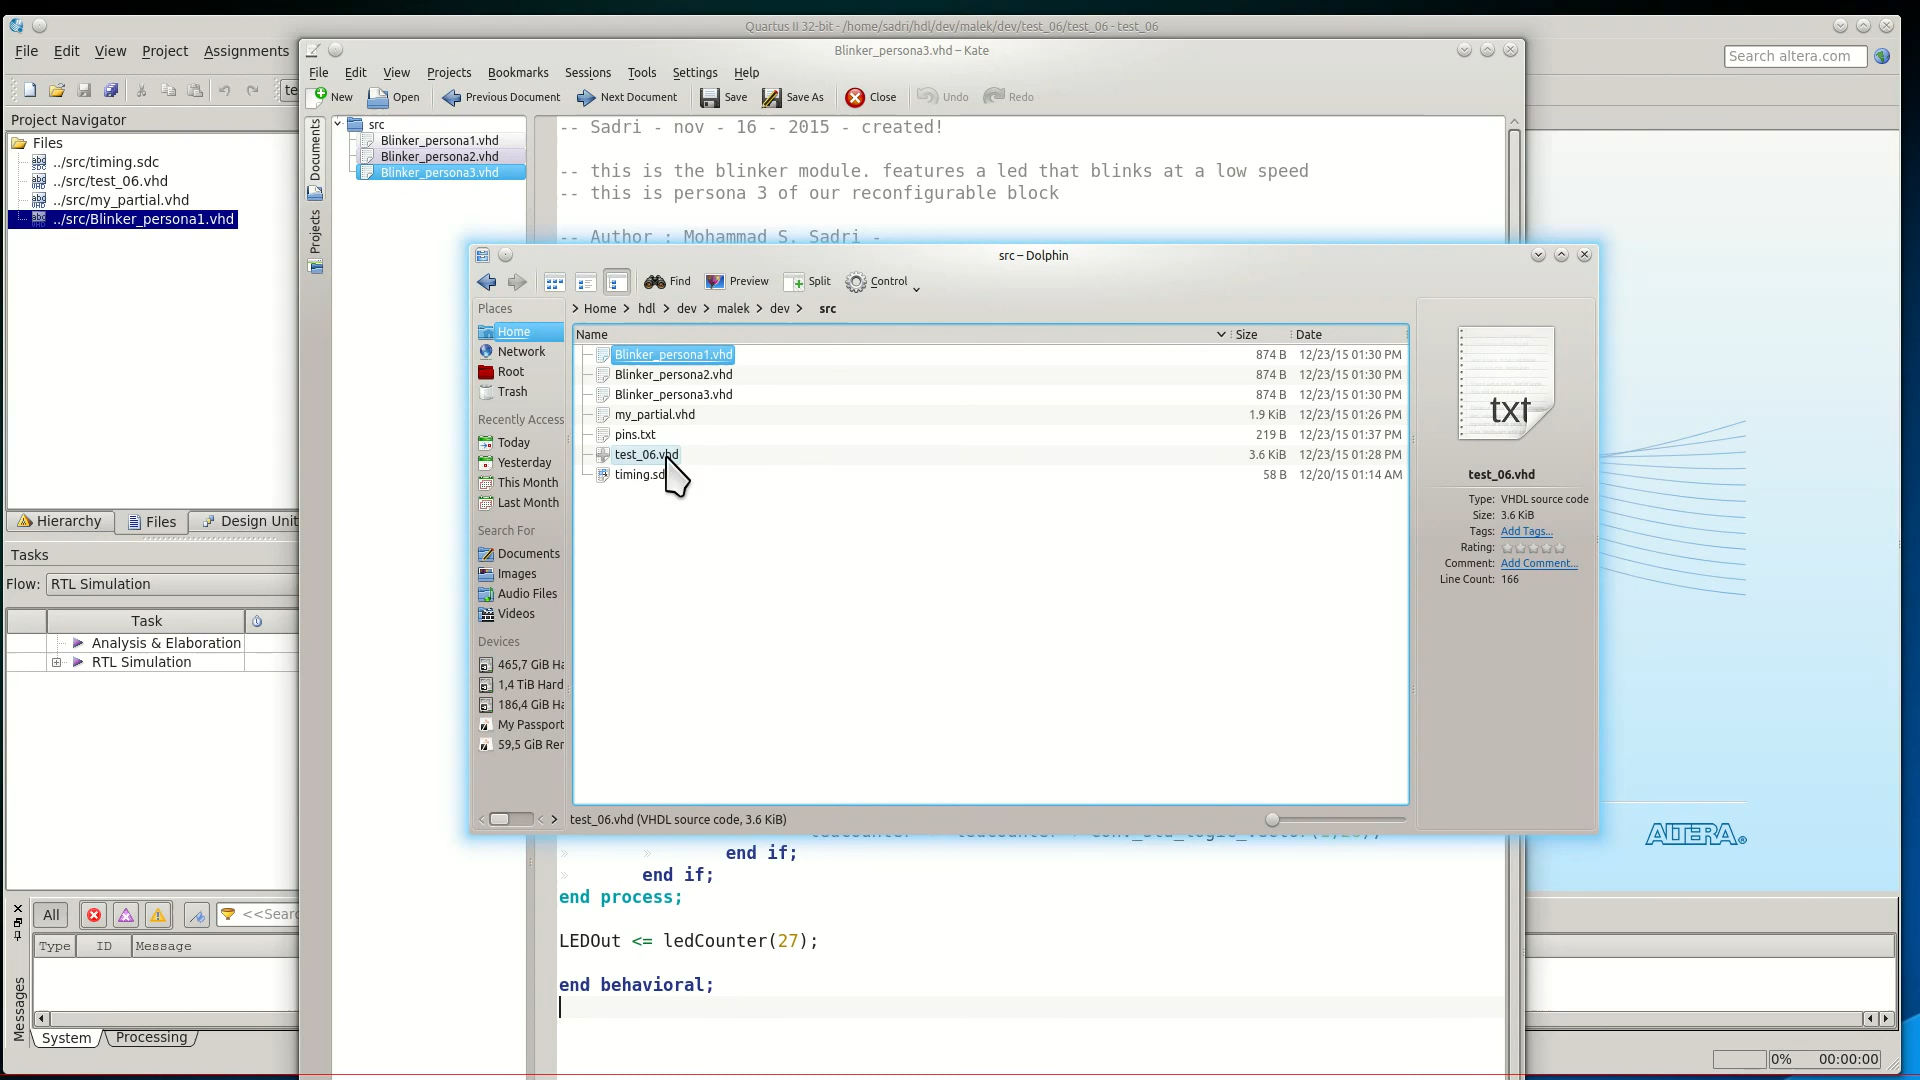 Quartus II 32-bit - /home/sadri/hdl/dev/malek/dev/test_06/test_06 - test_06
File Edit View Project Assignments
Search altera.com
Project Navigator
Files
../src/timing.sdc
../src/test_06.vhd
../src/my_partial.vhd
../src/Blinker_persona1.vhd
Hierarchy Files Design Unit
Tasks
Flow: RTL Simulation
Task
Analysis & Elaboration
RTL Simulation
All <<Searc
Type ID Message
Messages
System Processing
0% 00:00:00
ALTERA®
Blinker_persona3.vhd – Kate
File Edit View Projects Bookmarks Sessions Tools Settings Help
New Open Previous Document Next Document Save Save As Close Undo Redo
Documents
Projects
src
Blinker_persona1.vhd
Blinker_persona2.vhd
Blinker_persona3.vhd
-- Sadri - nov - 16 - 2015 - created!
-- this is the blinker module. features a led that blinks at a low speed
-- this is persona 3 of our reconfigurable block
-- Author : Mohammad S. Sadri -
end if;
end if;
end process;
LEDOut <= ledCounter(27);
end behavioral;
src – Dolphin
Find Preview Split Control
Places
Home
Network
Root
Trash
Recently Access
Today
Yesterday
This Month
Last Month
Search For
Documents
Images
Audio Files
Videos
Devices
465,7 GiB Ha
1,4 TiB Hard
186,4 GiB Ha
My Passport
59,5 GiB Rer
> Home > hdl > dev > malek > dev > src
Name Size Date
Blinker_persona1.vhd 874 B 12/23/15 01:30 PM
Blinker_persona2.vhd 874 B 12/23/15 01:30 PM
Blinker_persona3.vhd 874 B 12/23/15 01:30 PM
my_partial.vhd 1.9 KiB 12/23/15 01:26 PM
pins.txt 219 B 12/23/15 01:37 PM
test_06.vhd 3.6 KiB 12/23/15 01:28 PM
timing.sd 58 B 12/20/15 01:14 AM
test_06.vhd (VHDL source code, 3.6 KiB)
txt
test_06.vhd
Type: VHDL source code
Size: 3.6 KiB
Tags: Add Tags...
Rating:
Comment: Add Comment...
Line Count: 166